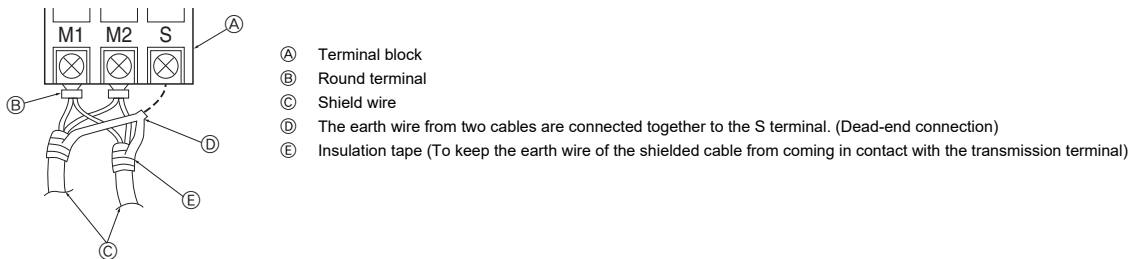 M1 M2 S
Ⓐ
Ⓑ
Ⓓ
Ⓔ
Ⓒ
Ⓐ Terminal block
Ⓑ Round terminal
Ⓒ Shield wire
Ⓓ The earth wire from two cables are connected together to the S terminal. (Dead-end connection)
Ⓔ Insulation tape (To keep the earth wire of the shielded cable from coming in contact with the transmission terminal)